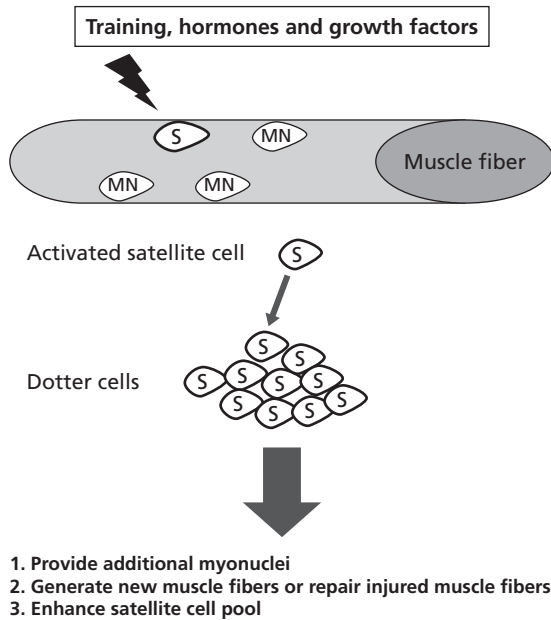 Training, hormones and growth factors
S MN
Muscle fiber
MN MN
Activated satellite cell S
S
S
Dotter cells S S S S
S S S S
1. Provide additional myonuclei
2. Generate new muscle fibers or repair injured muscle fibers
3. Enhance satellite cell pool